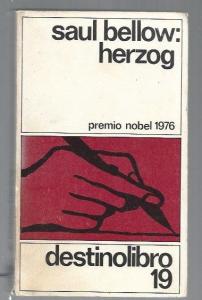 saul bellow:
herzog
premio nobel 1976
destinolibro
19